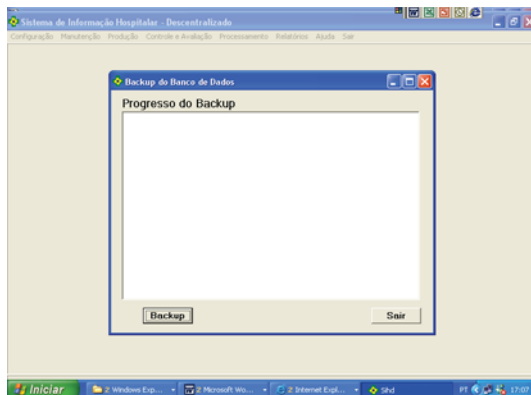 Sistema de Informação Hospitalar - Descentralizado
Configuração Manutenção Produção Controle e Avaliação Processamento Relatórios Ajuda Sair
Backup do Banco de Dados
Progresso do Backup
Backup Sair
Iniciar 2 Windows Exp... 2 Microsoft Wo... 2 Internet Expl... Sihd PT 17:07